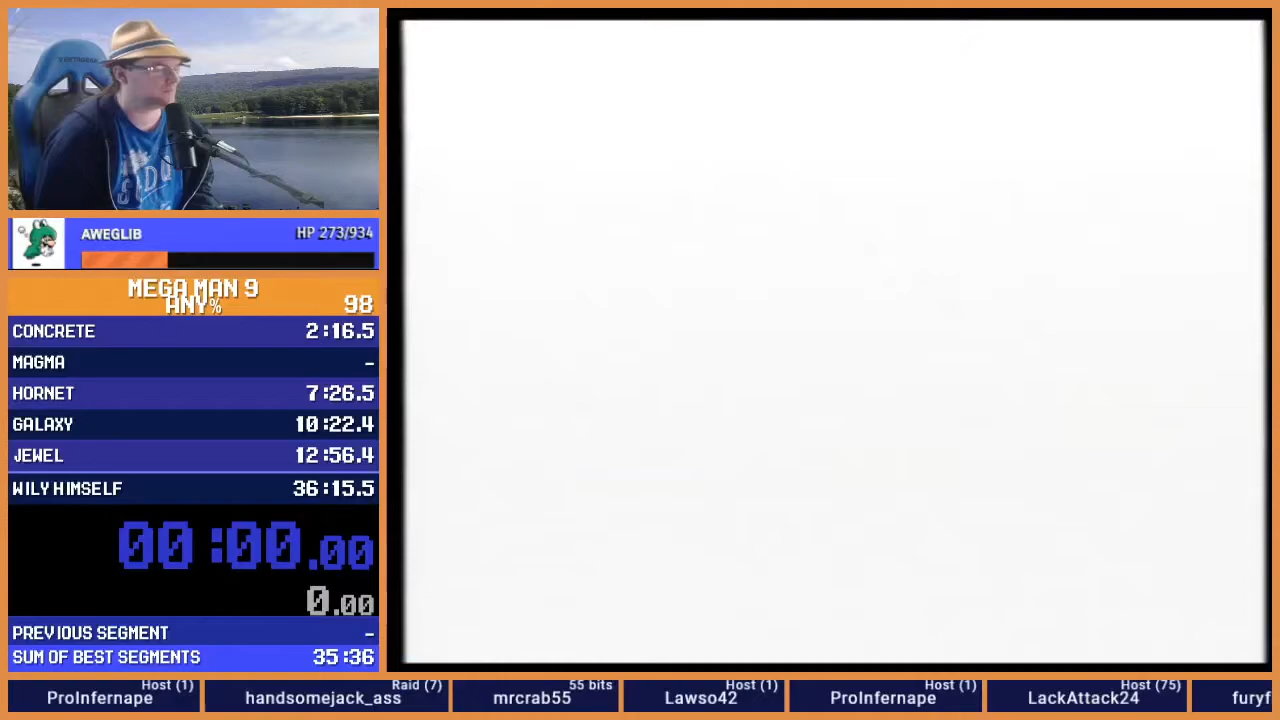 AWEGLIB HP 273/934
MEGA MAN 9
ANY% 98
CONCRETE 2:16.5
MAGMA -
HORNET 7:26.5
GALAXY 10:22.4
JEWEL 12:56.4
WILY HIMSELF 36:15.5
00:00.00
0.00
PREVIOUS SEGMENT -
SUM OF BEST SEGMENTS 35:36
Host (1) Raid (7) 55 bits Host (1) Host (1) Host (75)
ProInfernape handsomejack_ass mrcrab55 Lawso42 ProInfernape LackAttack24 furyf